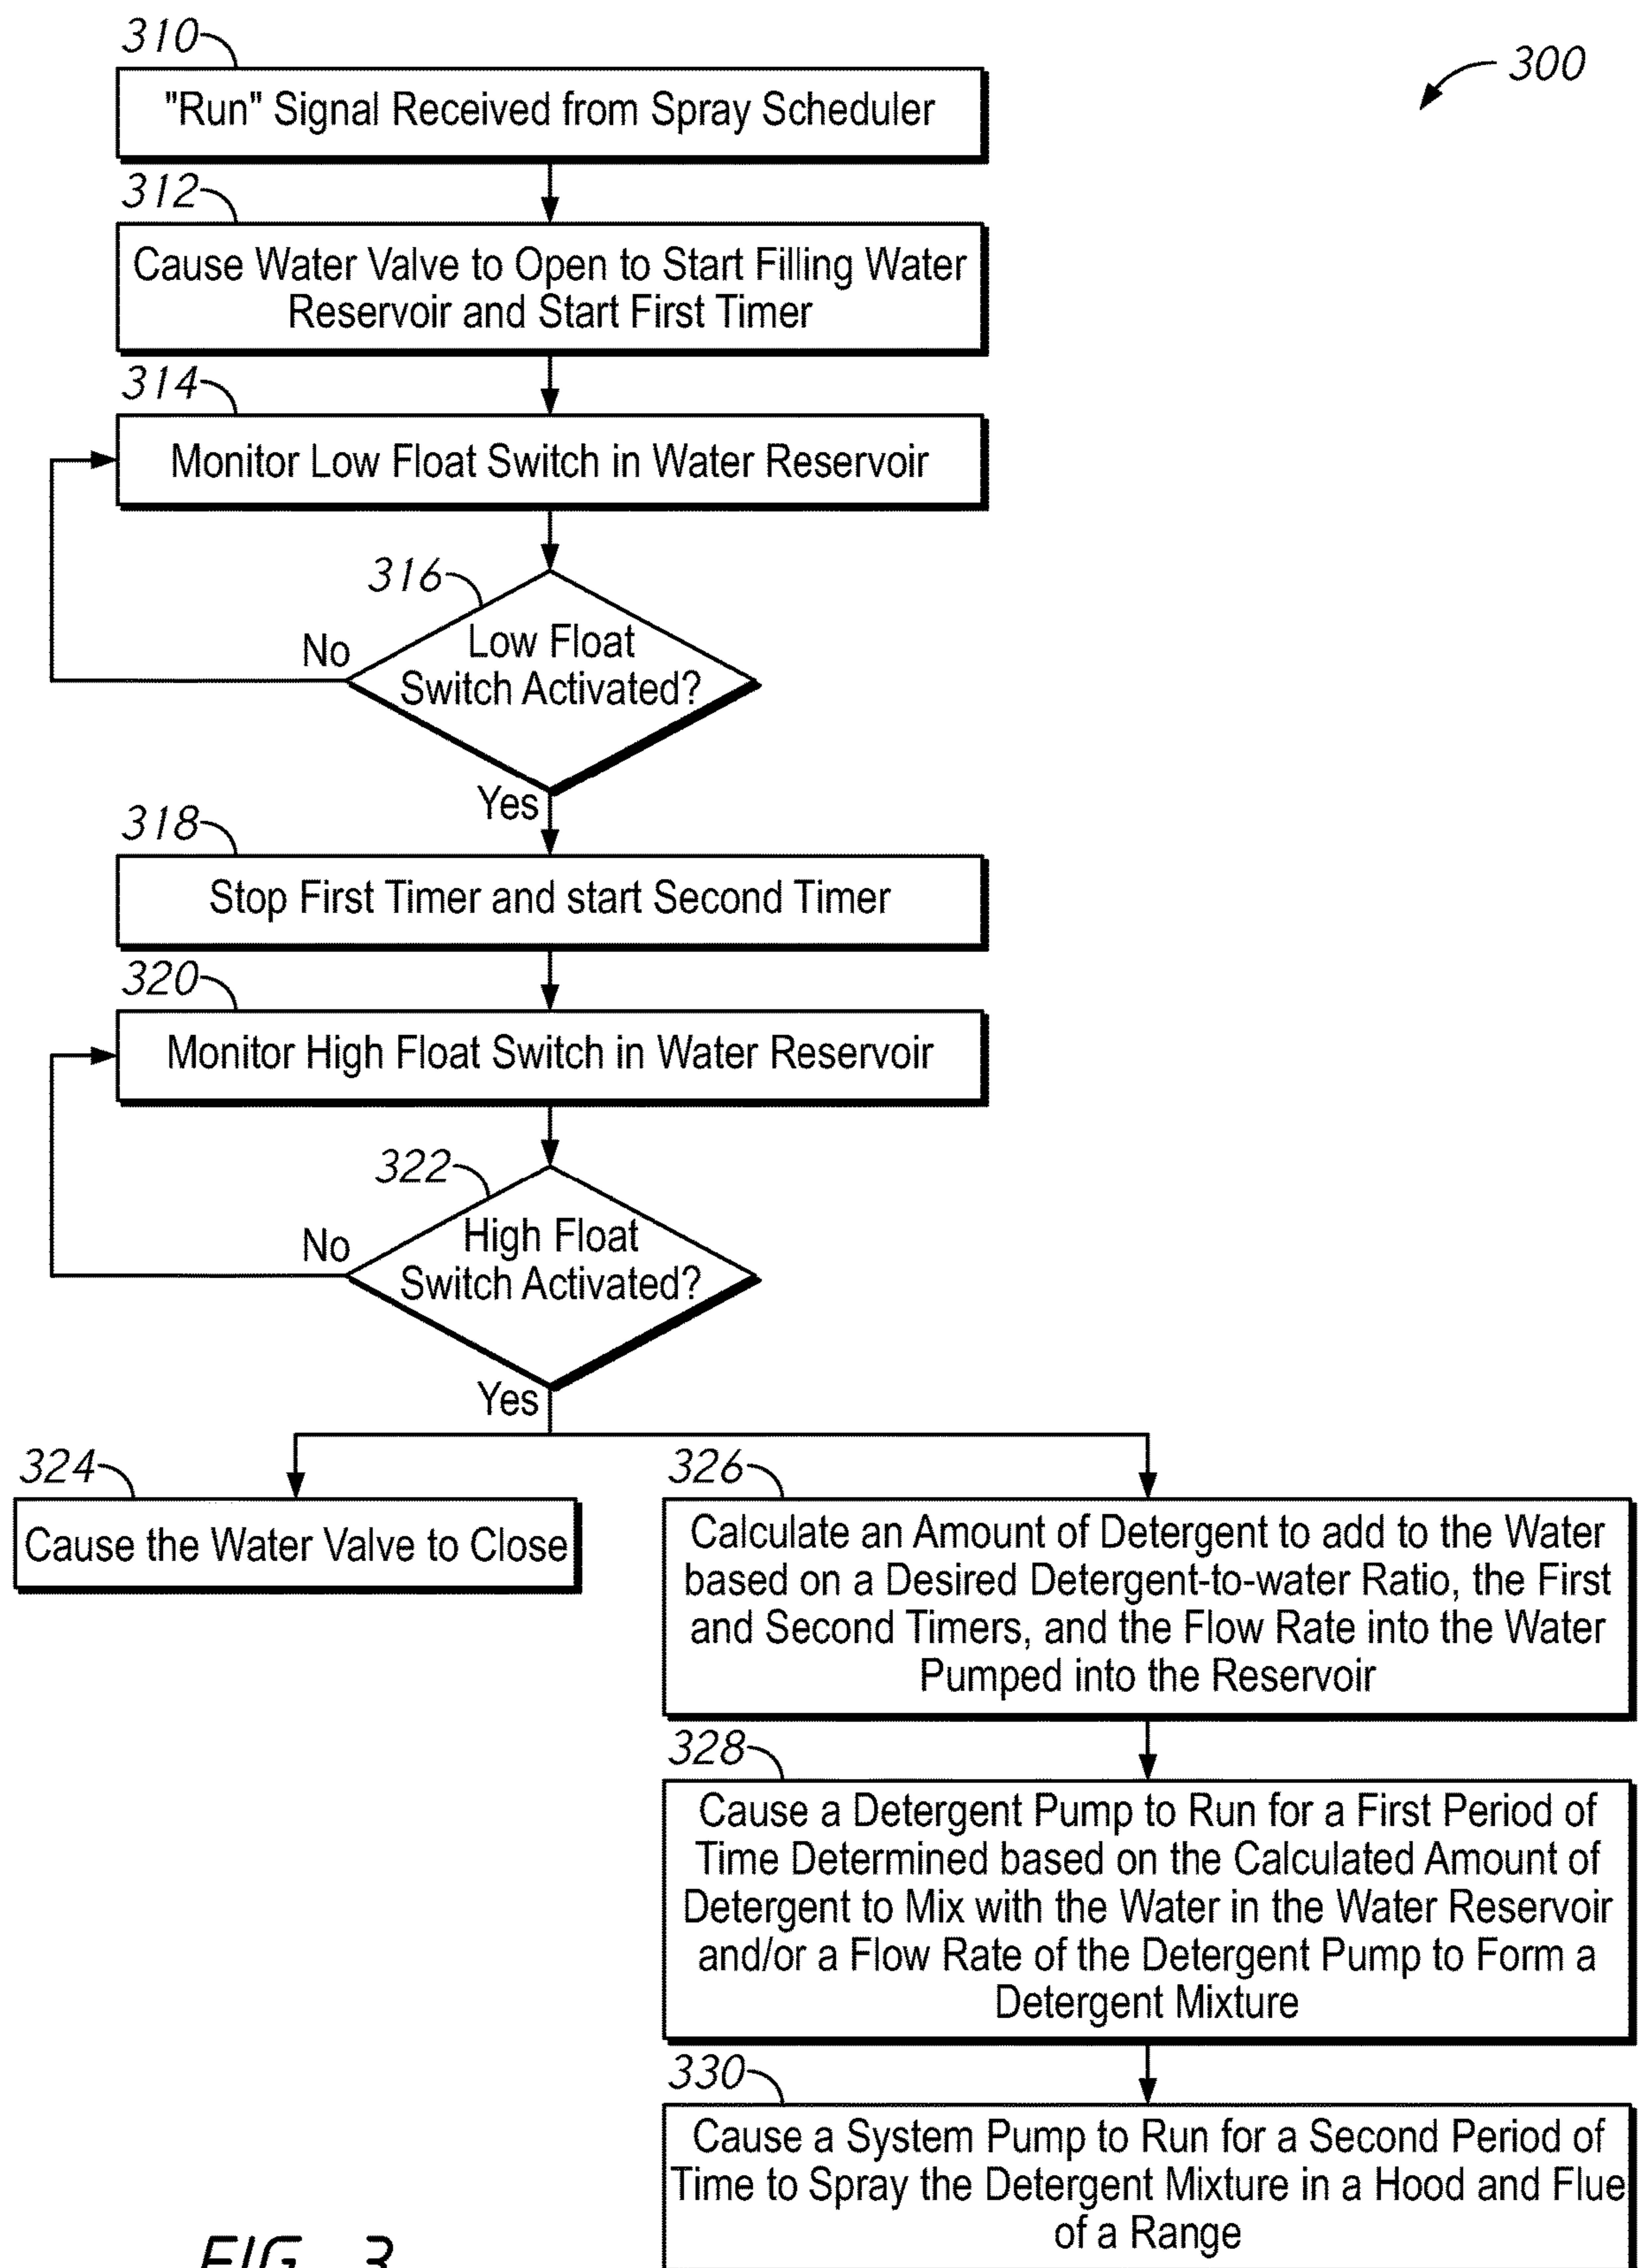 310
300
"Run" Signal Received from Spray Scheduler
312
Cause Water Valve to Open to Start Filling Water
Reservoir and Start First Timer
314
Monitor Low Float Switch in Water Reservoir
316
Low Float
Switch Activated?
No
Yes
318
Stop First Timer and start Second Timer
320
Monitor High Float Switch in Water Reservoir
322
High Float
Switch Activated?
No
Yes
324
Cause the Water Valve to Close
326
Calculate an Amount of Detergent to add to the Water
based on a Desired Detergent-to-water Ratio, the First
and Second Timers, and the Flow Rate into the Water
Pumped into the Reservoir
328
Cause a Detergent Pump to Run for a First Period of
Time Determined based on the Calculated Amount of
Detergent to Mix with the Water in the Water Reservoir
and/or a Flow Rate of the Detergent Pump to Form a
Detergent Mixture
330
Cause a System Pump to Run for a Second Period of
Time to Spray the Detergent Mixture in a Hood and Flue
of a Range
FIG. 3